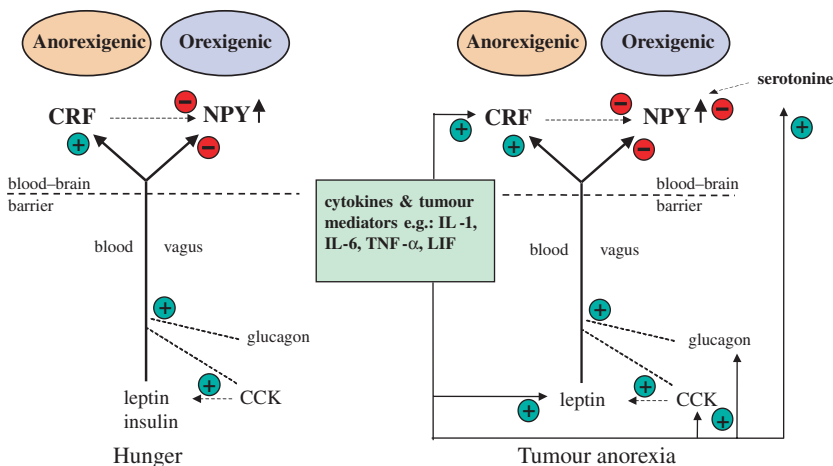 Anorexigenic
Orexigenic
CRF
−
NPY
+
−
blood–brain
barrier
blood
vagus
+
glucagon
+
leptin
CCK
insulin
Hunger
Anorexigenic
Orexigenic
serotonine
CRF
−
NPY
−
+
+
+
−
blood–brain
barrier
cytokines & tumour
mediators e.g.: IL-1,
IL-6, TNF-α, LIF
blood
vagus
+
glucagon
+
leptin
CCK
+
+
Tumour anorexia